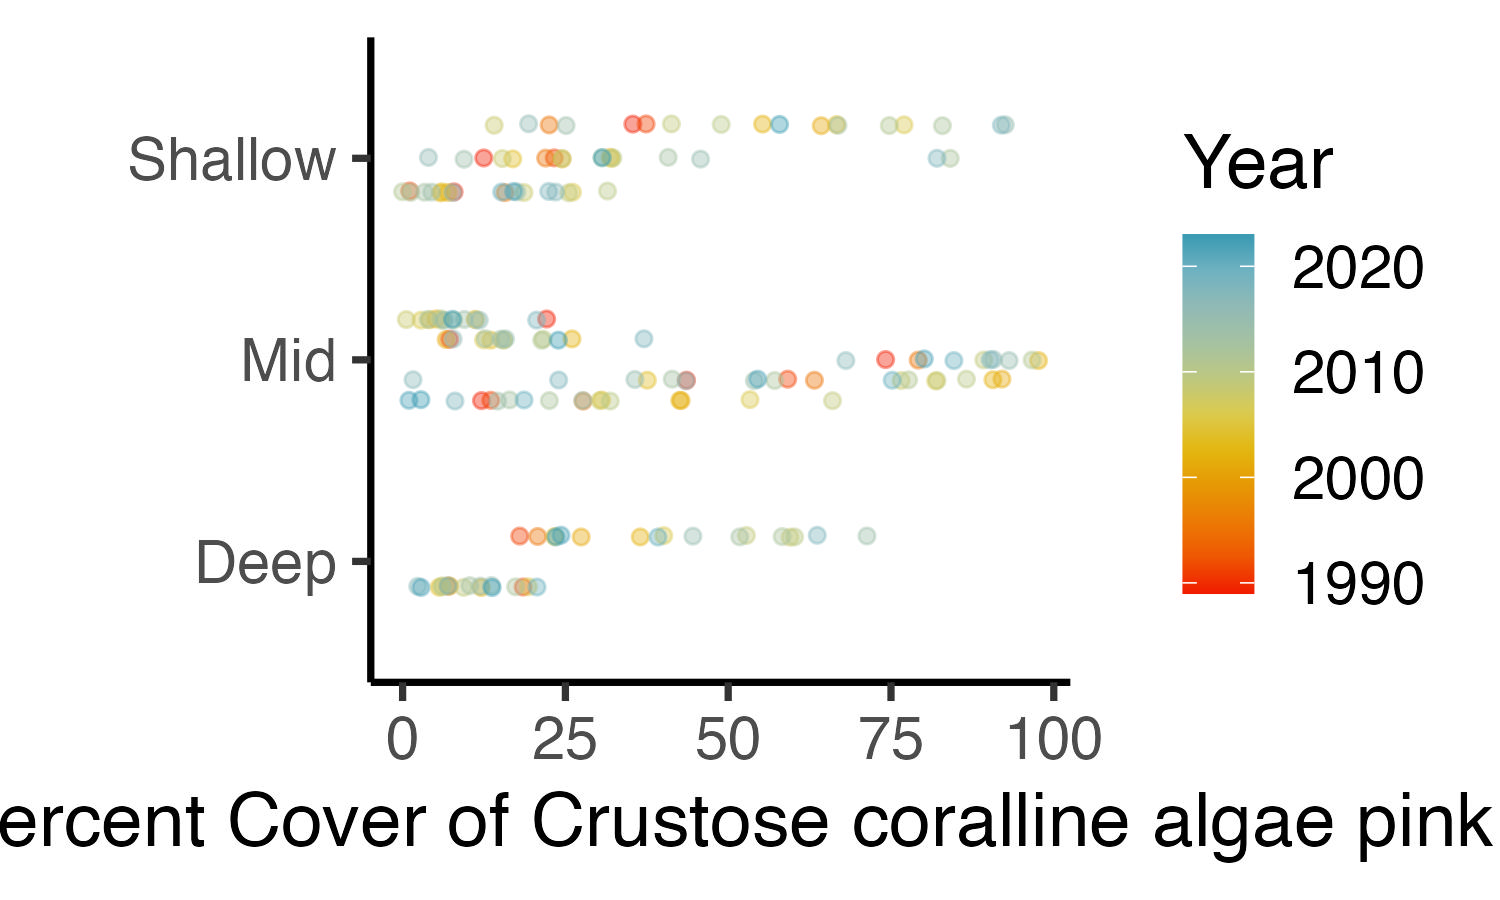 Shallow
Mid
Deep
0 25 50 75 100
ercent Cover of Crustose coralline algae pink
Year
2020
2010
2000
1990